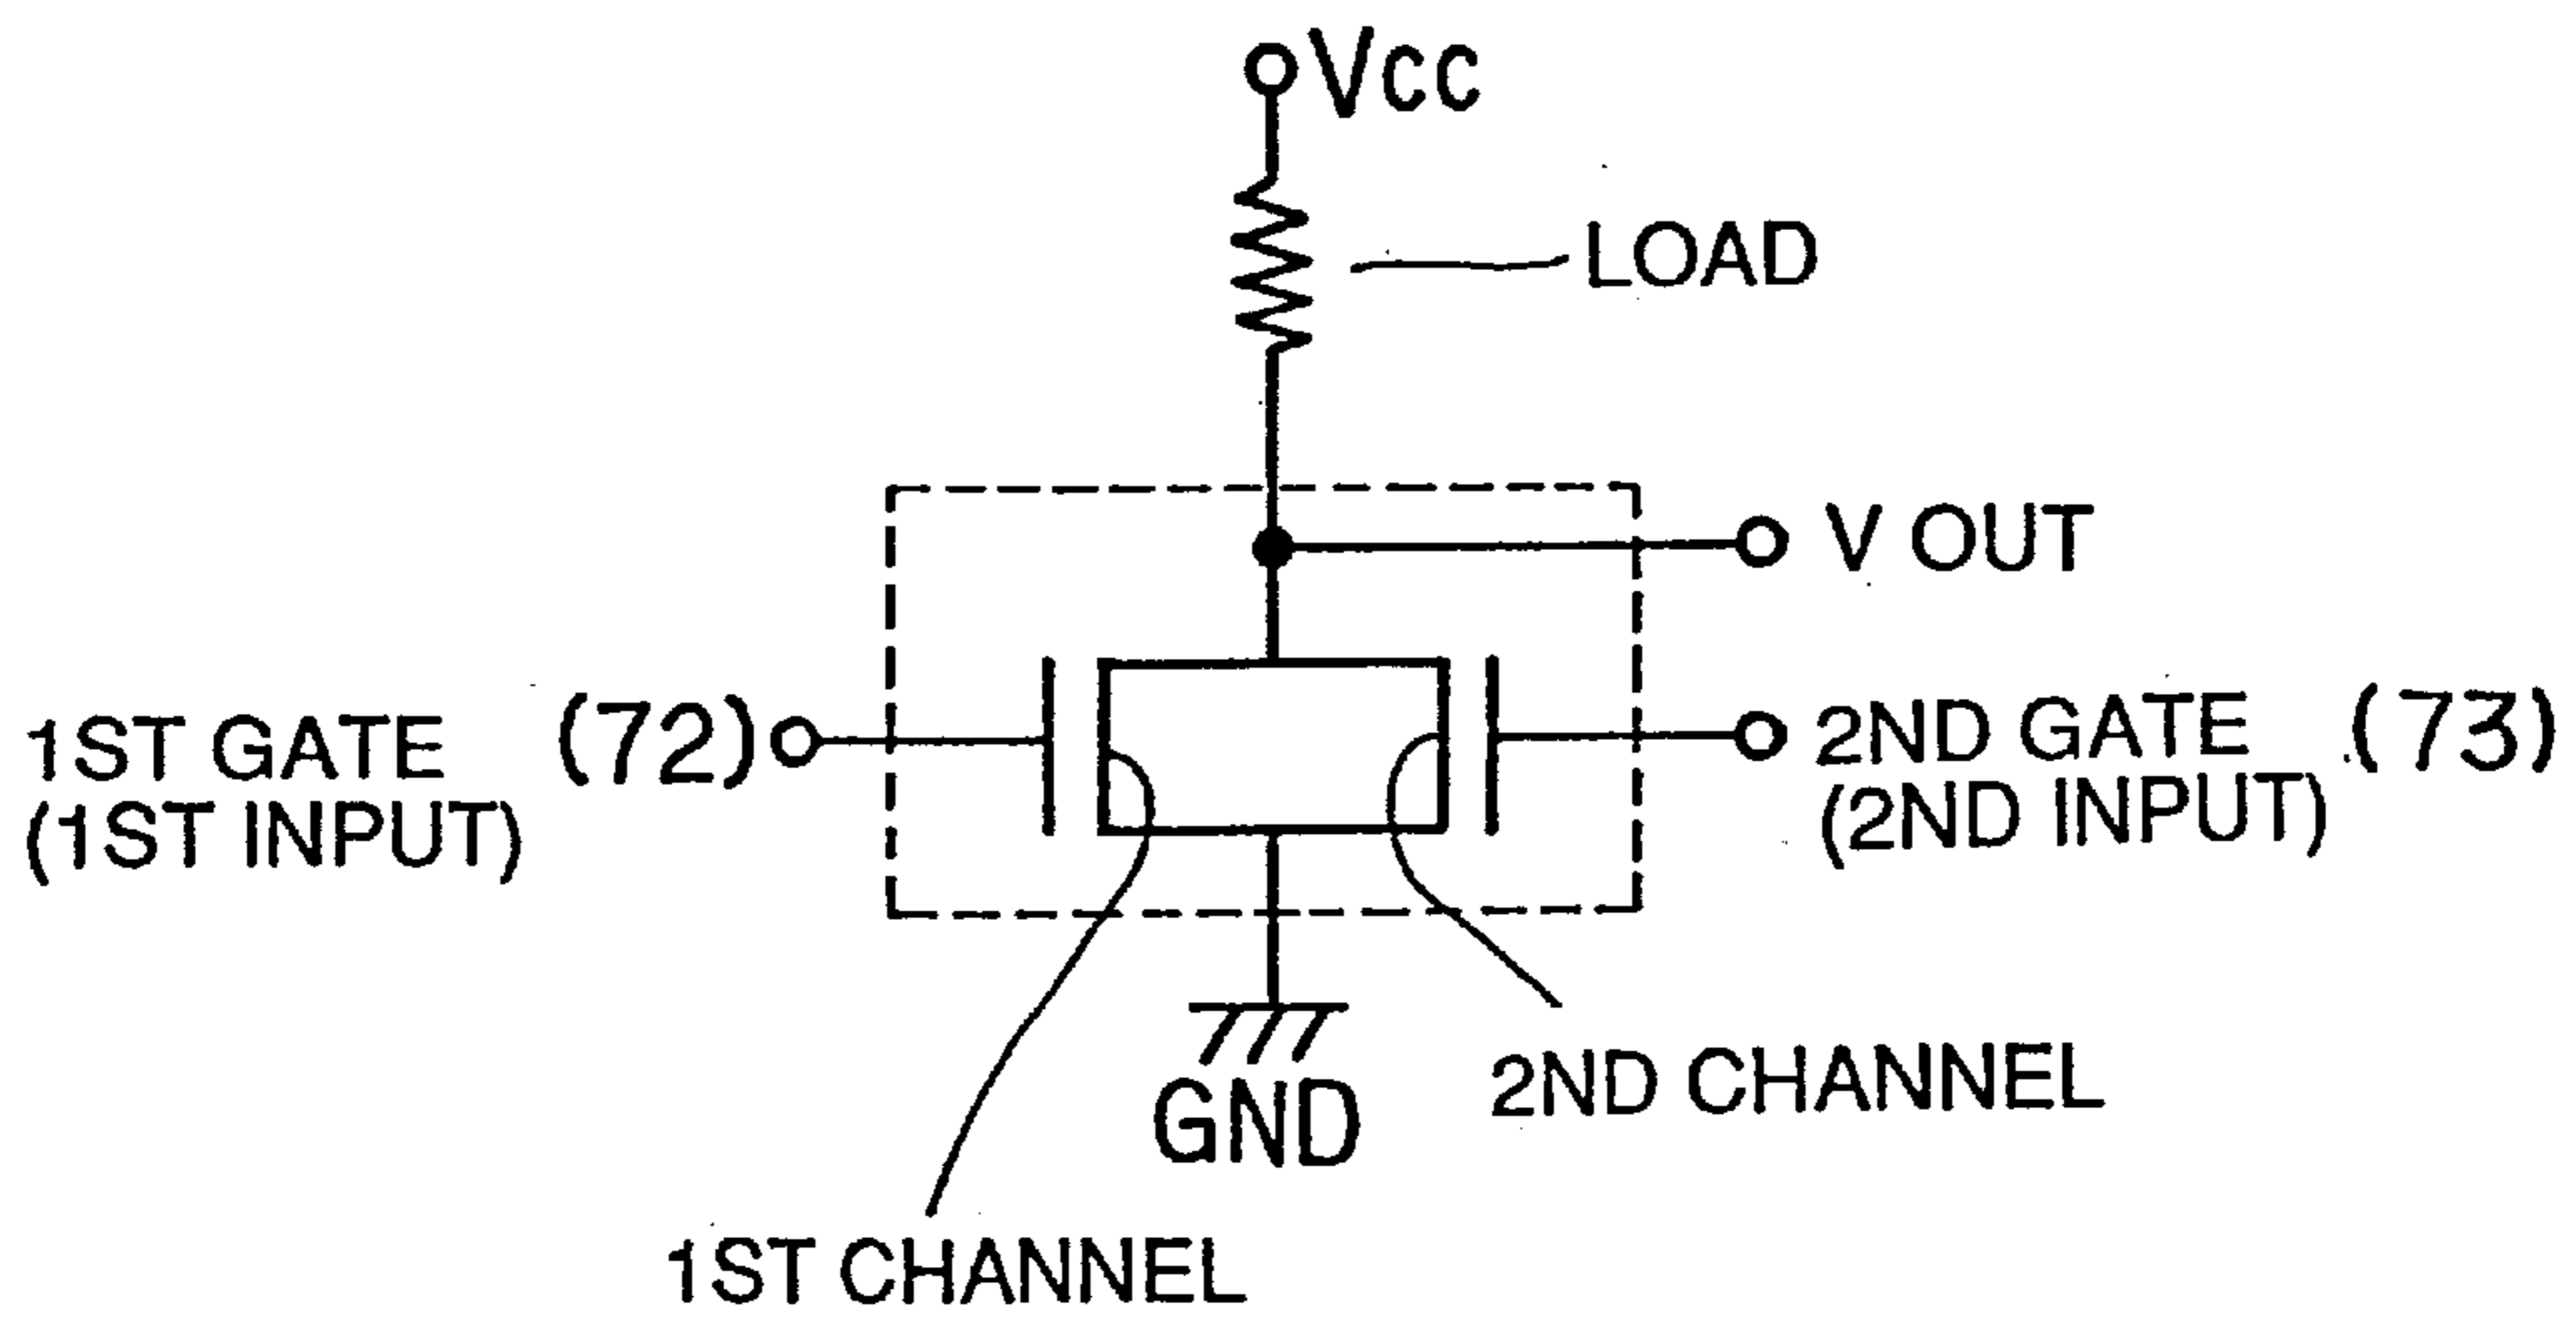 Vcc
LOAD
V OUT
1ST GATE (72)
(1ST INPUT)
2ND GATE (73)
(2ND INPUT)
GND
2ND CHANNEL
1ST CHANNEL